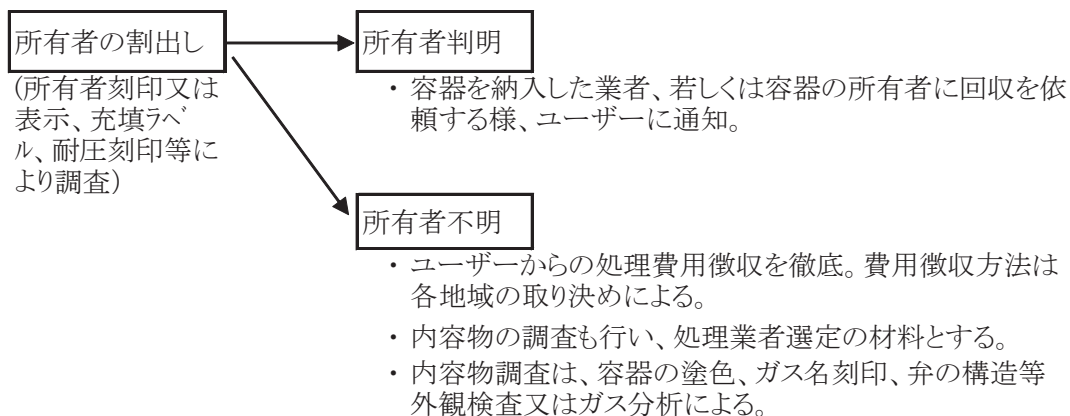 所有者の割出し
(所有者刻印又は
表示、充填ﾗﾍﾞ
ﾙ、耐圧刻印等に
より調査)
所有者判明
・ 容器を納入した業者、若しくは容器の所有者に回収を依
頼する様、ユーザーに通知。
所有者不明
・ ユーザーからの処理費用徴収を徹底。費用徴収方法は
各地域の取り決めによる。
・ 内容物の調査も行い、処理業者選定の材料とする。
・ 内容物調査は、容器の塗色、ガス名刻印、弁の構造等
外観検査又はガス分析による。